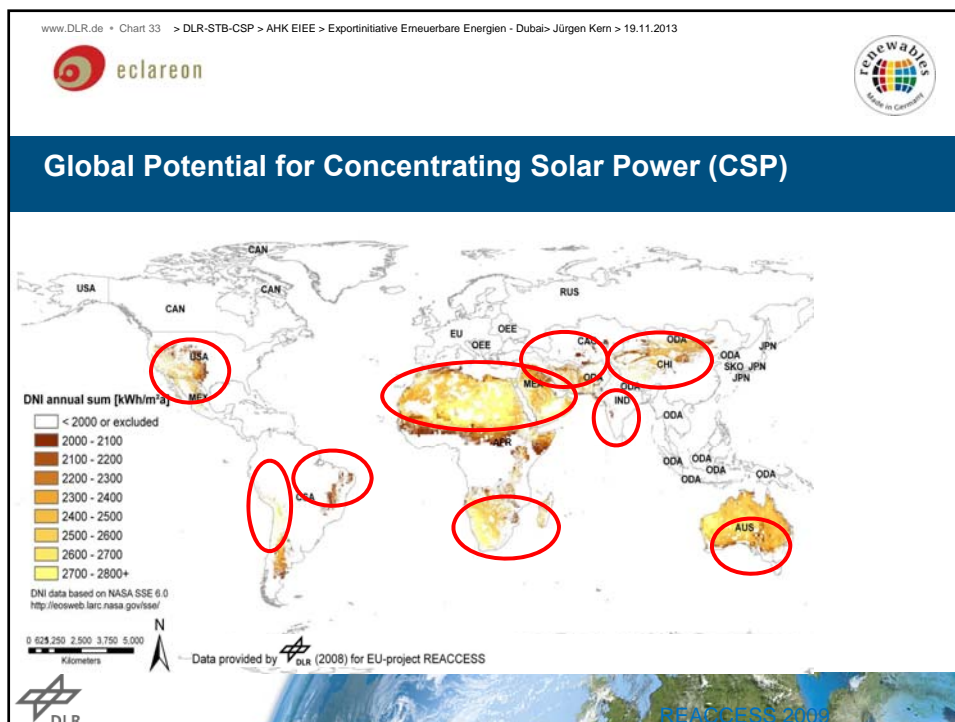 www.DLR.de • Chart 33 > DLR-STB-CSP > AHK EIEE > Exportinitiative Erneuerbare Energien - Dubai> Jürgen Kern > 19.11.2013
eclareon
renewables
Made in Germany
Global Potential for Concentrating Solar Power (CSP)
CAN
USA
CAN
CAN
RUS
EU
OEE
OEE
USA
MEX
CAC
ODA
CHI
ODA
JPN
SKO JPN
JPN
MEA
ODA
ODA
IND
ODA
AFR
CSA
ODA
ODA
ODA
ODA
ODA
AUS
DNI annual sum [kWh/m²a]
< 2000 or excluded
2000 - 2100
2100 - 2200
2200 - 2300
2300 - 2400
2400 - 2500
2500 - 2600
2600 - 2700
2700 - 2800+
DNI data based on NASA SSE 6.0
http://eosweb.larc.nasa.gov/sse/
N
0 625 1,250 2,500 3,750 5,000
Kilometers
Data provided by DLR (2008) for EU-project REACCESS
DLR
REACCESS 2009